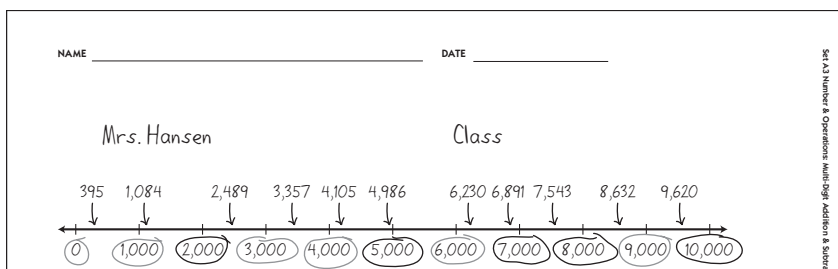 NAME DATE
Set A3 Number & Operations: Multi-Digit Addition & Subtra
Mrs. Hansen Class
395 1,084 2,489 3,357 4,105 4,986 6,230 6,891 7,543 8,632 9,620
0 1,000 2,000 3,000 4,000 5,000 6,000 7,000 8,000 9,000 10,000